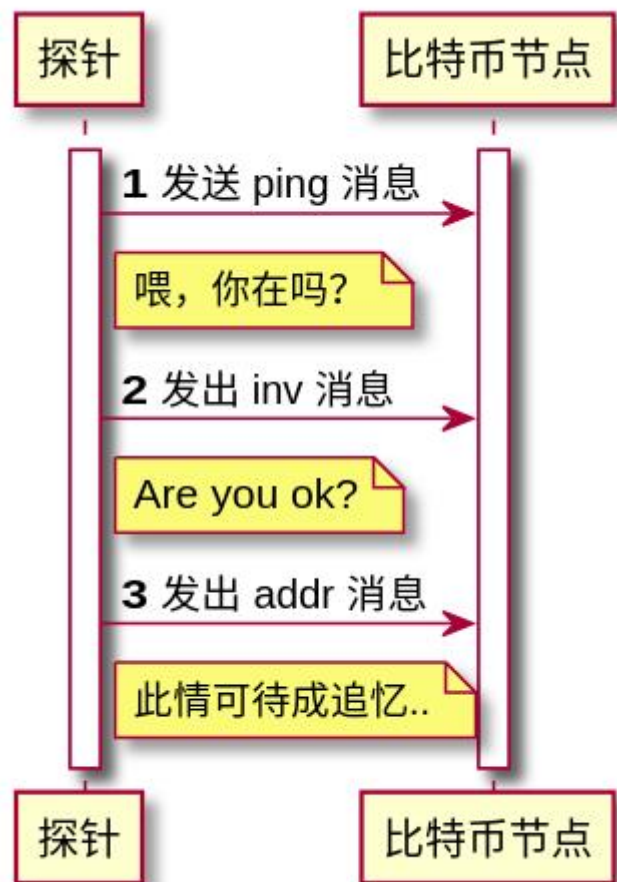 探针 比特币节点
1 发送 ping 消息
喂，你在吗？
2 发出 inv 消息
Are you ok?
3 发出 addr 消息
此情可待成追忆..
探针 比特币节点